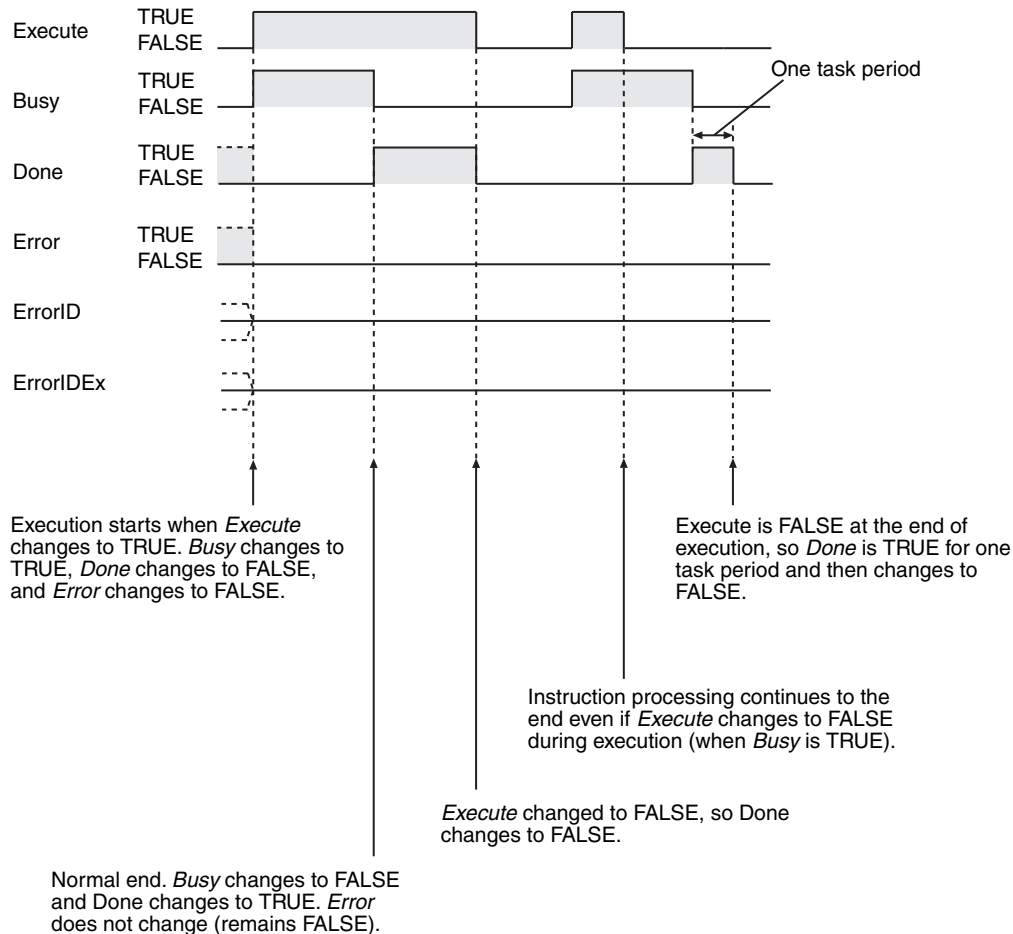 Execute
TRUE
FALSE
Busy
TRUE
FALSE
One task period
Done
TRUE
FALSE
Error
TRUE
FALSE
ErrorID
ErrorIDEx
Execution starts when Execute
changes to TRUE. Busy changes to
TRUE, Done changes to FALSE,
and Error changes to FALSE.
Execute is FALSE at the end of
execution, so Done is TRUE for one
task period and then changes to
FALSE.
Instruction processing continues to the
end even if Execute changes to FALSE
during execution (when Busy is TRUE).
Execute changed to FALSE, so Done
changes to FALSE.
Normal end. Busy changes to FALSE
and Done changes to TRUE. Error
does not change (remains FALSE).